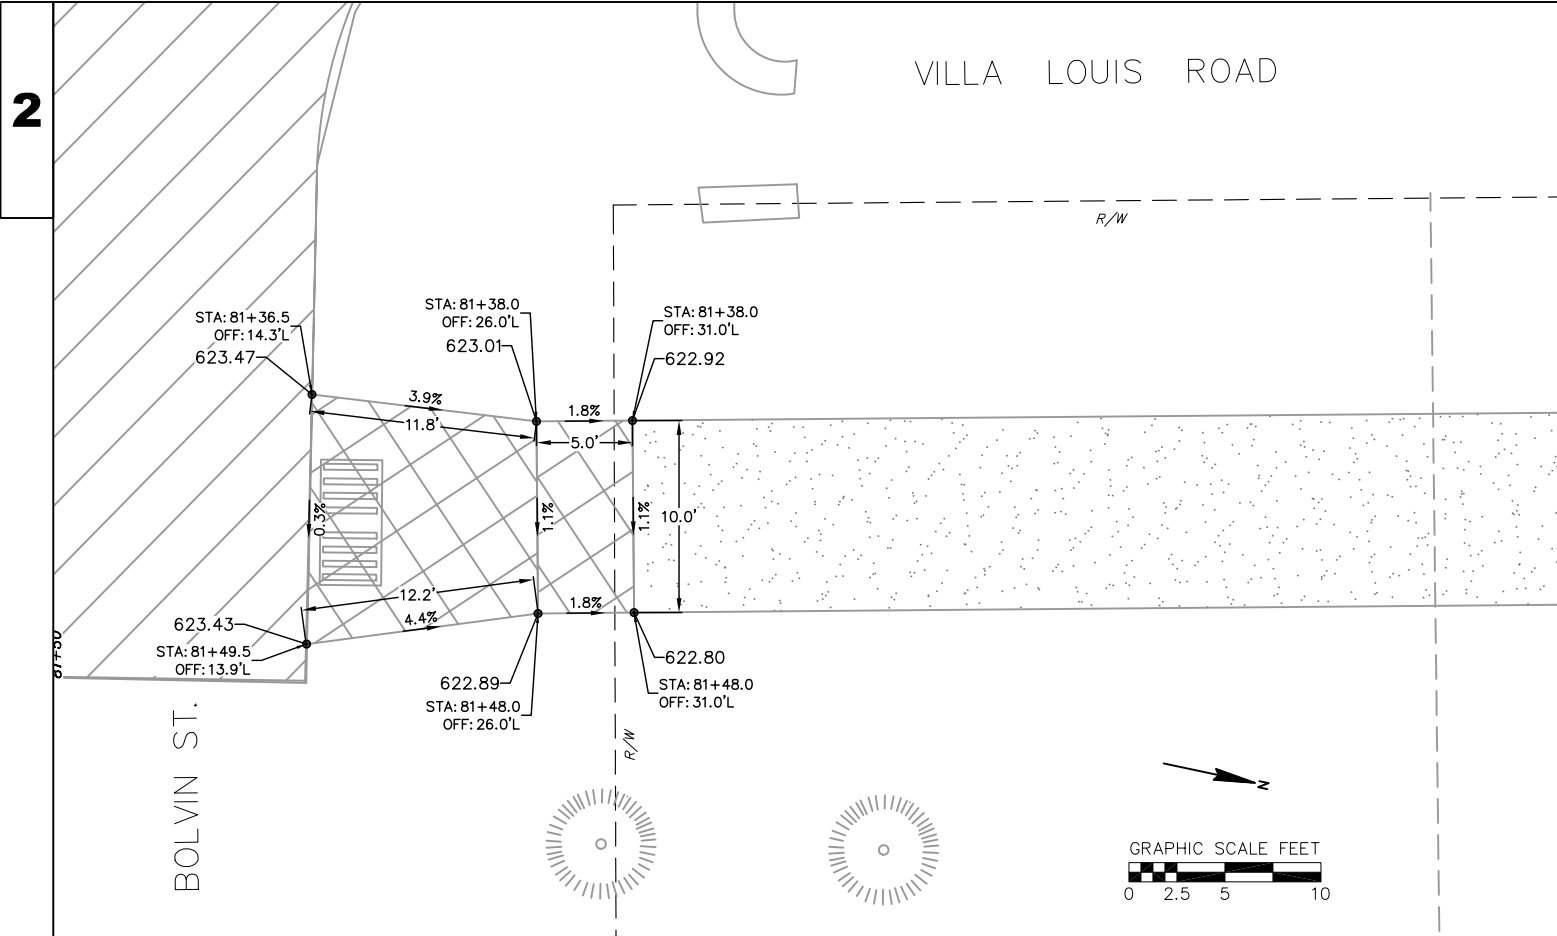 2
VILLA LOUIS ROAD
R/W
STA: 81+38.0
OFF: 26.0'L
623.01
STA: 81+38.0
OFF: 31.0'L
622.92
STA: 81+36.5
OFF: 14.3'L
623.47
3.9%
11.8'
1.8%
5.0'
0.3%
1.1%
1.1%
10.0'
12.2'
4.4%
1.8%
623.43
STA: 81+49.5
OFF: 13.9'L
622.89
STA: 81+48.0
OFF: 26.0'L
622.80
STA: 81+48.0
OFF: 31.0'L
R/W
BOLVIN ST.
N
GRAPHIC SCALE FEET
0 2.5 5 10